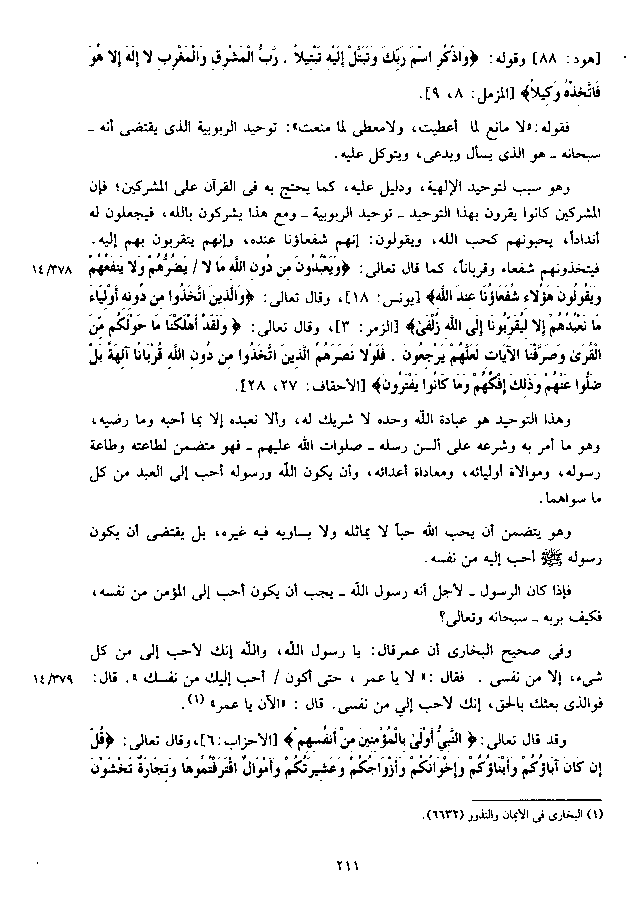 [هود: ٨٨] وقوله: ﴿وَاذْكُرِ اسْمَ رَبِّكَ وَتَبَتَّلْ إِلَيْهِ تَبْتِيلاً . رَبُّ الْمَشْرِقِ وَالْمَغْرِبِ لا إِلَهَ إِلا هُوَ
فَاتَّخِذْهُ وَكِيلاً﴾ [المزمل: ٨، ٩].
فقوله: «لا مانع لما أعطيت، ولامعطى لما منعت»: توحيد الربوبية الذى يقتضى أنه ـ
سبحانه ـ هو الذى يسأل ويدعى، ويتوكل عليه.
وهو سبب لتوحيد الإلهية، ودليل عليه، كما يحتج به فى القرآن على المشركين؛ فإن
المشركين كانوا يقرون بهذا التوحيد ـ توحيد الربوبية ـ ومع هذا يشركون بالله، فيجعلون له
أنداداً، يحبونهم كحب الله، ويقولون: إنهم شفعاؤنا عنده، وإنهم يتقربون بهم إليه.
فيتخذونهم شفعاء وقرباناً، كما قال تعالى: ﴿وَيَعْبُدُونَ مِن دُونِ اللَّهِ مَا لا / يَضُرُّهُمْ وَلا يَنفَعُهُمْ ١٤/٣٧٨
وَيَقُولُونَ هَؤُلاءِ شُفَعَاؤُنَا عِندَ اللَّهِ﴾ [يونس: ١٨]، وقال تعالى: ﴿وَالَّذِينَ اتَّخَذُوا مِن دُونِهِ أَوْلِيَاءَ
مَا نَعْبُدُهُمْ إِلا لِيُقَرِّبُونَا إِلَى اللَّهِ زُلْفَىٰ﴾ [الزمر: ٣]، وقال تعالى: ﴿ وَلَقَدْ أَهْلَكْنَا مَا حَوْلَكُم مِّنَ
الْقُرَىٰ وَصَرَّفْنَا الآيَاتِ لَعَلَّهُمْ يَرْجِعُونَ . فَلَوْلا نَصَرَهُمُ الَّذِينَ اتَّخَذُوا مِن دُونِ اللَّهِ قُرْبَانًا آلِهَةً بَلْ
ضَلُّوا عَنْهُمْ وَذَلِكَ إِفْكُهُمْ وَمَا كَانُوا يَفْتَرُونَ﴾ [الأحقاف: ٢٧، ٢٨].
وهذا التوحيد هو عبادة الله وحده لا شريك له، وألا نعبده إلا بما أحبه وما رضيه،
وهو ما أمر به وشرعه على ألسن رسله ـ صلوات الله عليهم ـ فهو متضمن لطاعته وطاعة
رسوله، وموالاة أوليائه، ومعاداة أعدائه، وأن يكون الله ورسوله أحب إلى العبد من كل
ما سواهما.
وهو يتضمن أن يحب الله حباً لا يماثله ولا يساويه فيه غيره، بل يقتضى أن يكون
رسوله ﷺ أحب إليه من نفسه.
فإذا كان الرسول ـ لأجل أنه رسول الله ـ يجب أن يكون أحب إلى المؤمن من نفسه،
فكيف بربه ـ سبحانه وتعالى؟
وفى صحيح البخارى أن عمرقال: يا رسول الله، والله إنك لأحب إلى من كل
شىء، إلا من نفسى . فقال :« لا يا عمر ، حتى أكون / أحب إليك من نفسك ». قال: ١٤/٣٧٩
فوالذى بعثك بالحق، إنك لأحب إلي من نفسى. قال : «الآن يا عمر» (١).
وقد قال تعالى:﴿ النَّبِيُّ أَوْلَىٰ بِالْمُؤْمِنِينَ مِنْ أَنفُسِهِمْ ﴾ [الأحزاب:٦]،وقال تعالى: ﴿قُلْ
إِن كَانَ آبَاؤُكُمْ وَأَبْنَاؤُكُمْ وَإِخْوَانُكُمْ وَأَزْوَاجُكُمْ وَعَشِيرَتُكُمْ وَأَمْوَالٌ اقْتَرَفْتُمُوهَا وَتِجَارَةٌ تَخْشَوْنَ
(١) البخارى فى الأيمان والنذور (٦٦٣٢).
٢١١